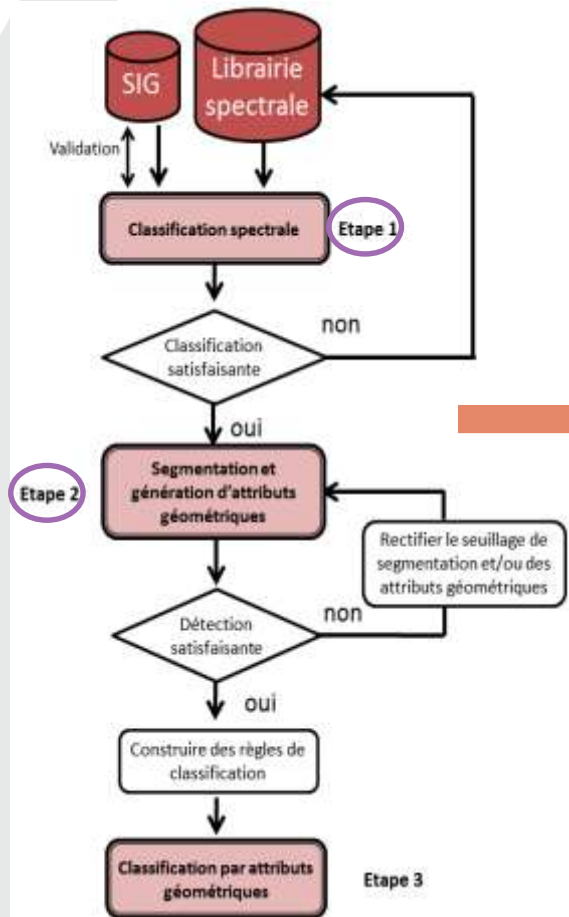 SIG
Librairie
spectrale
Validation
Classification spectrale
Etape 1
non
Classification
satisfaisante
oui
Etape 2
Segmentation et
génération d'attributs
géométriques
Rectifier le seuillage de
segmentation et/ou des
attributs géométriques
non
Détection
satisfaisante
oui
Construire des règles de
classification
Classification par attributs
géométriques
Etape 3